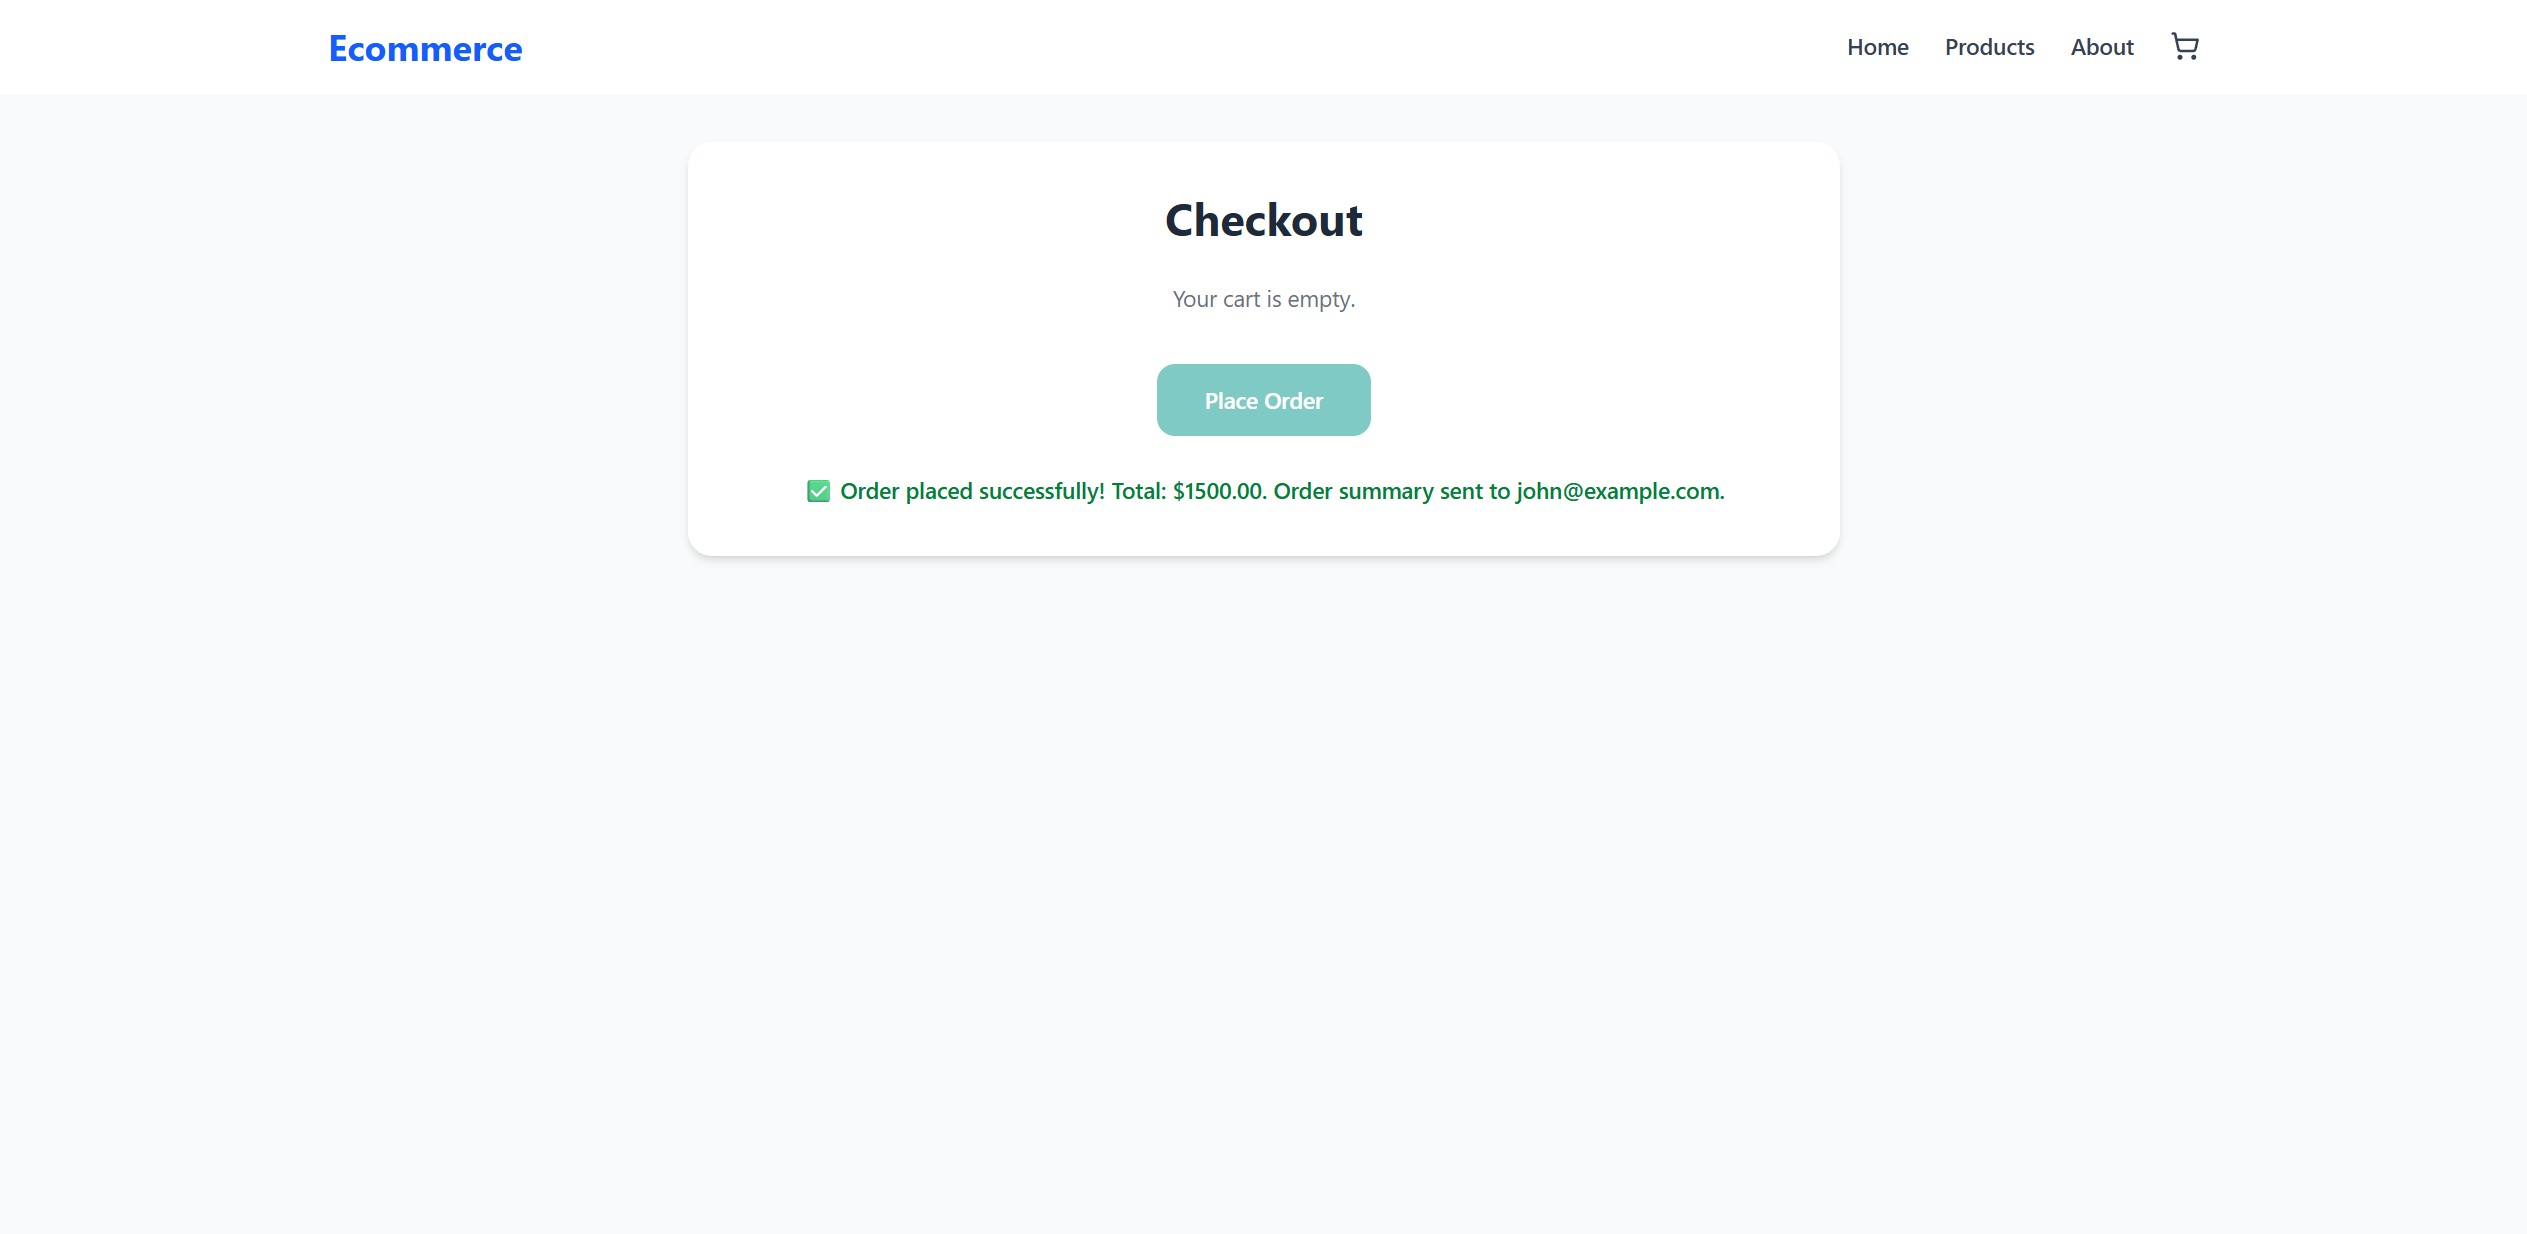 Ecommerce
Home Products About
Checkout
Your cart is empty.
Place Order
✅ Order placed successfully! Total: $1500.00. Order summary sent to john@example.com.